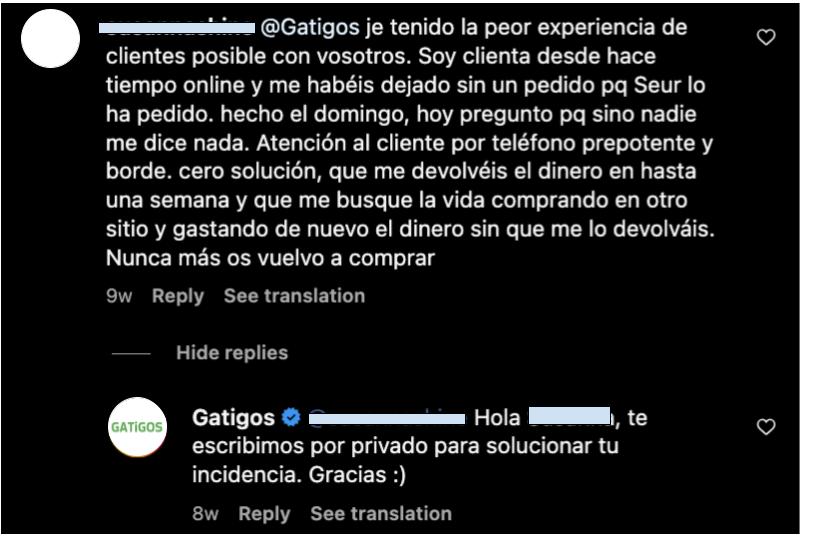 @Gatigos je tenido la peor experiencia de
clientes posible con vosotros. Soy clienta desde hace
tiempo online y me habéis dejado sin un pedido pq Seur lo
ha pedido. hecho el domingo, hoy pregunto pq sino nadie
me dice nada. Atención al cliente por teléfono prepotente y
borde. cero solución, que me devolvéis el dinero en hasta
una semana y que me busque la vida comprando en otro
sitio y gastando de nuevo el dinero sin que me lo devolváis.
Nunca más os vuelvo a comprar
9w Reply See translation
Hide replies
GATiGOS
Gatigos Hola , te
escribimos por privado para solucionar tu
incidencia. Gracias :)
8w Reply See translation